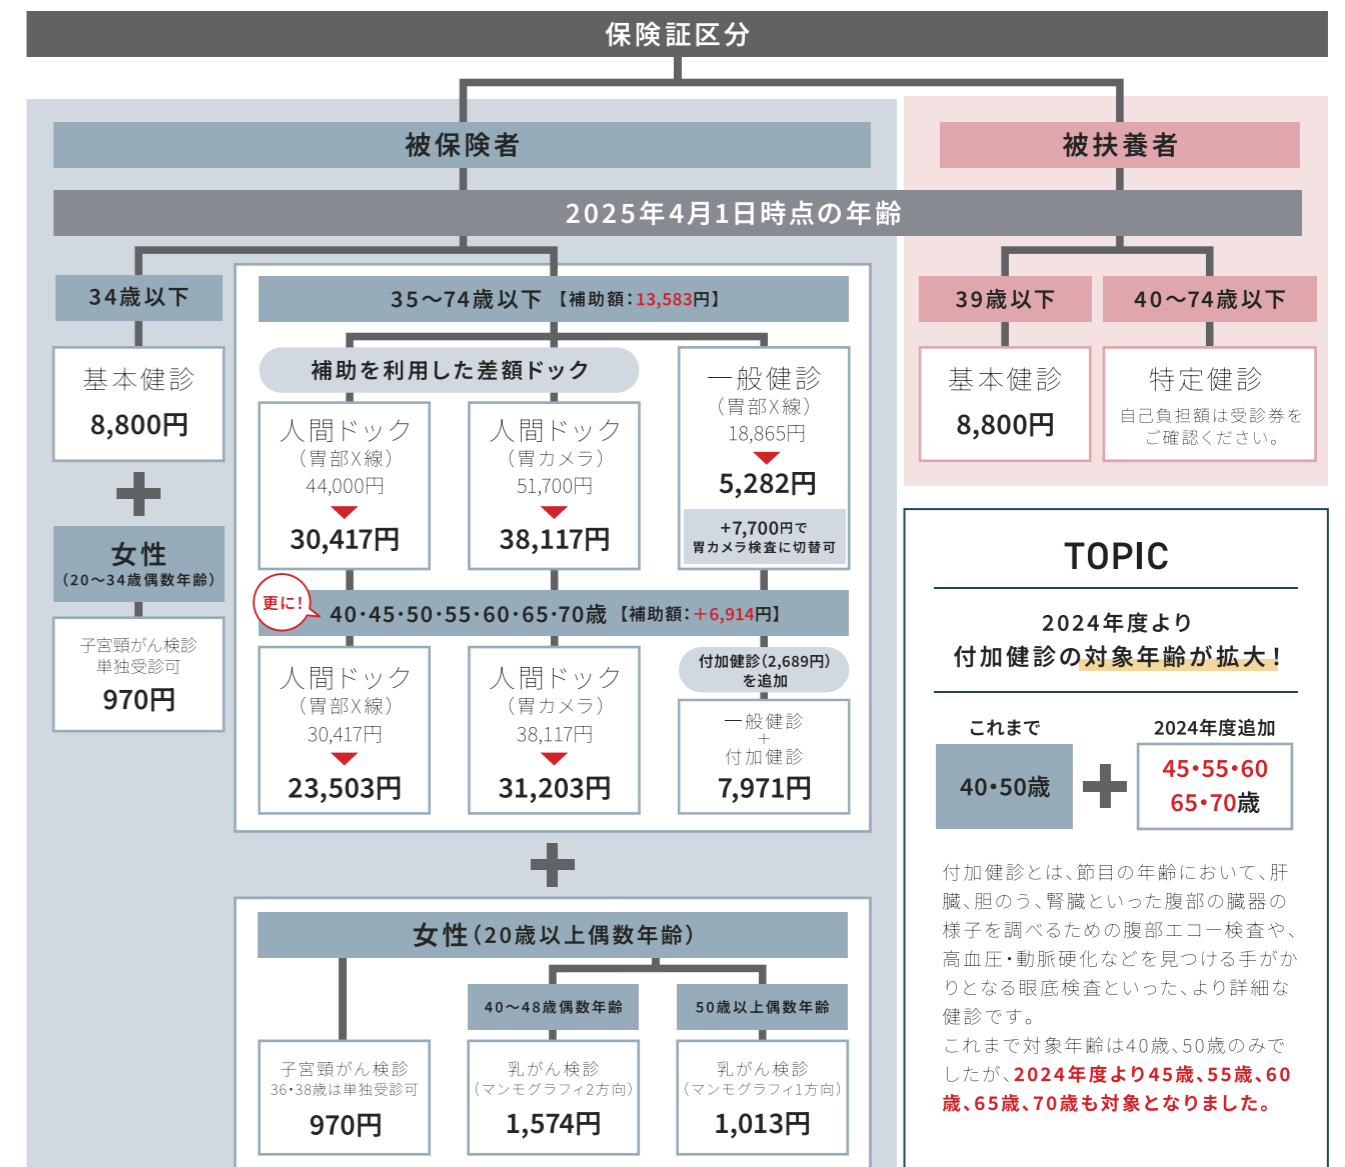 保険証区分
被保険者
被扶養者
2025年4月1日時点の年齢
34歳以下
基本健診
8,800円
女性
（20～34歳偶数年齢）
子宮頸がん検診
単独受診可
970円
35～74歳以下 【補助額：13,583円】
補助を利用した差額ドック
人間ドック
（胃部X線）
44,000円
30,417円
人間ドック
（胃カメラ）
51,700円
38,117円
一般健診
（胃部X線）
18,865円
5,282円
+7,700円で
胃カメラ検査に切替可
更に！
40・45・50・55・60・65・70歳 【補助額：＋6,914円】
人間ドック
（胃部X線）
30,417円
23,503円
人間ドック
（胃カメラ）
38,117円
31,203円
付加健診（2,689円）
を追加
一般健診
＋
付加健診
7,971円
女性（20歳以上偶数年齢）
子宮頸がん検診
36・38歳は単独受診可
970円
40～48歳偶数年齢
乳がん検診
（マンモグラフィ2方向）
1,574円
50歳以上偶数年齢
乳がん検診
（マンモグラフィ1方向）
1,013円
39歳以下
基本健診
8,800円
40～74歳以下
特定健診
自己負担額は受診券を
ご確認ください。
TOPIC
2024年度より
付加健診の対象年齢が拡大！
これまで
40・50歳
2024年度追加
45・55・60
65・70歳
付加健診とは、節目の年齢において、肝
臓、胆のう、腎臓といった腹部の臓器の
様子を調べるための腹部エコー検査や、
高血圧・動脈硬化などを見つける手がか
りとなる眼底検査といった、より詳細な
健診です。
これまで対象年齢は40歳、50歳のみで
したが、2024年度より45歳、55歳、60
歳、65歳、70歳も対象となりました。